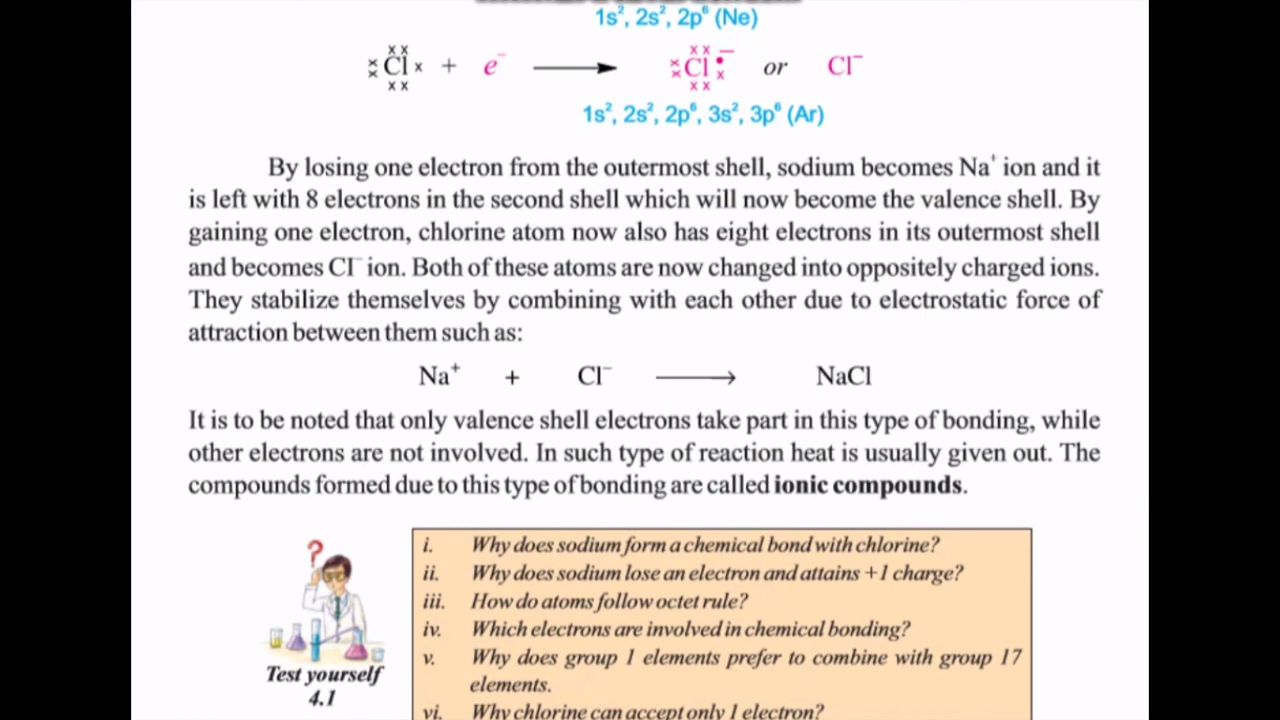 1s², 2s², 2p⁶ (Ne)
Cl + e⁻ ⟶ Cl⁻ or Cl⁻
1s², 2s², 2p⁶, 3s², 3p⁶ (Ar)
By losing one electron from the outermost shell, sodium becomes Na⁺ ion and it
is left with 8 electrons in the second shell which will now become the valence shell. By
gaining one electron, chlorine atom now also has eight electrons in its outermost shell
and becomes Cl⁻ ion. Both of these atoms are now changed into oppositely charged ions.
They stabilize themselves by combining with each other due to electrostatic force of
attraction between them such as:
Na⁺ + Cl⁻ ⟶ NaCl
It is to be noted that only valence shell electrons take part in this type of bonding, while
other electrons are not involved. In such type of reaction heat is usually given out. The
compounds formed due to this type of bonding are called ionic compounds.
?
Test yourself
4.1
i. Why does sodium form a chemical bond with chlorine?
ii. Why does sodium lose an electron and attains +1 charge?
iii. How do atoms follow octet rule?
iv. Which electrons are involved in chemical bonding?
v. Why does group 1 elements prefer to combine with group 17
elements.
vi. Why chlorine can accept only 1 electron?